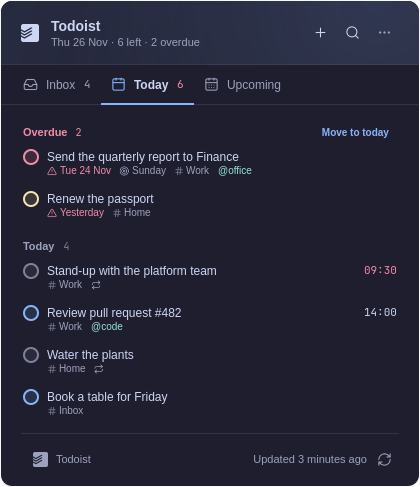 Todoist
Thu 26 Nov · 6 left · 2 overdue
Inbox 4 Today 6 Upcoming
Overdue 2 Move to today
Send the quarterly report to Finance
Tue 24 Nov Sunday # Work @office
Renew the passport
Yesterday # Home
Today 4
Stand-up with the platform team 09:30
# Work
Review pull request #482 14:00
# Work @code
Water the plants
# Home
Book a table for Friday
# Inbox
Todoist Updated 3 minutes ago